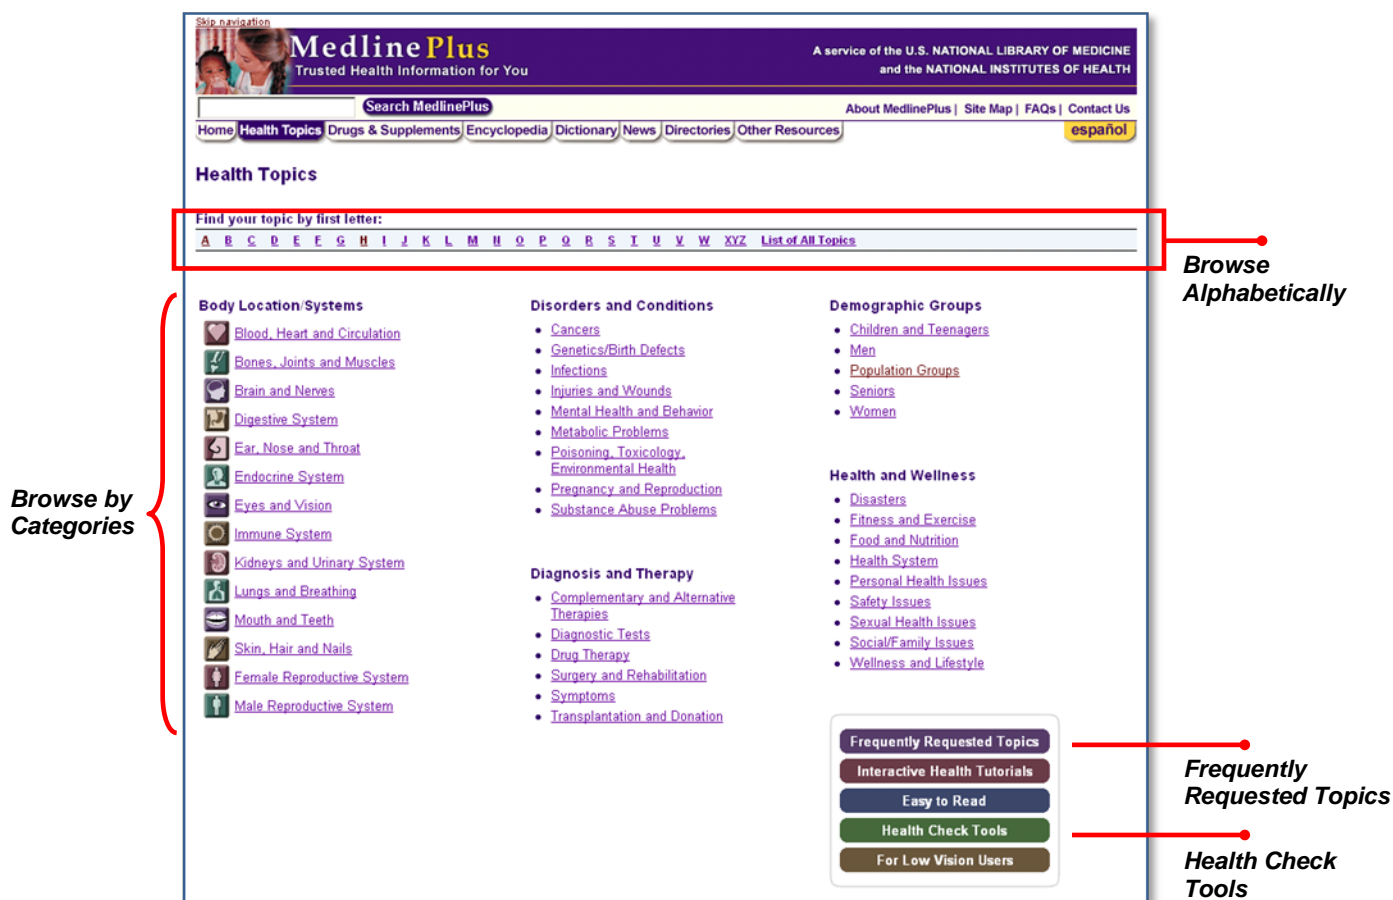 Skip navigation
MedlinePlus
Trusted Health Information for You
A service of the U.S. NATIONAL LIBRARY OF MEDICINE
and the NATIONAL INSTITUTES OF HEALTH
Search MedlinePlus
About MedlinePlus | Site Map | FAQs | Contact Us
Home Health Topics Drugs & Supplements Encyclopedia Dictionary News Directories Other Resources
español
Health Topics
Find your topic by first letter:
A B C D E F G H I J K L M N O P Q R S T U V W XYZ List of All Topics
Browse
Alphabetically
Browse by
Categories
Body Location/Systems
Blood, Heart and Circulation
Bones, Joints and Muscles
Brain and Nerves
Digestive System
Ear, Nose and Throat
Endocrine System
Eyes and Vision
Immune System
Kidneys and Urinary System
Lungs and Breathing
Mouth and Teeth
Skin, Hair and Nails
Female Reproductive System
Male Reproductive System
Disorders and Conditions
• Cancers
• Genetics/Birth Defects
• Infections
• Injuries and Wounds
• Mental Health and Behavior
• Metabolic Problems
• Poisoning, Toxicology,
Environmental Health
• Pregnancy and Reproduction
• Substance Abuse Problems
Diagnosis and Therapy
• Complementary and Alternative
Therapies
• Diagnostic Tests
• Drug Therapy
• Surgery and Rehabilitation
• Symptoms
• Transplantation and Donation
Demographic Groups
• Children and Teenagers
• Men
• Population Groups
• Seniors
• Women
Health and Wellness
• Disasters
• Fitness and Exercise
• Food and Nutrition
• Health System
• Personal Health Issues
• Safety Issues
• Sexual Health Issues
• Social/Family Issues
• Wellness and Lifestyle
Frequently Requested Topics
Interactive Health Tutorials
Easy to Read
Health Check Tools
For Low Vision Users
Frequently
Requested Topics
Health Check
Tools